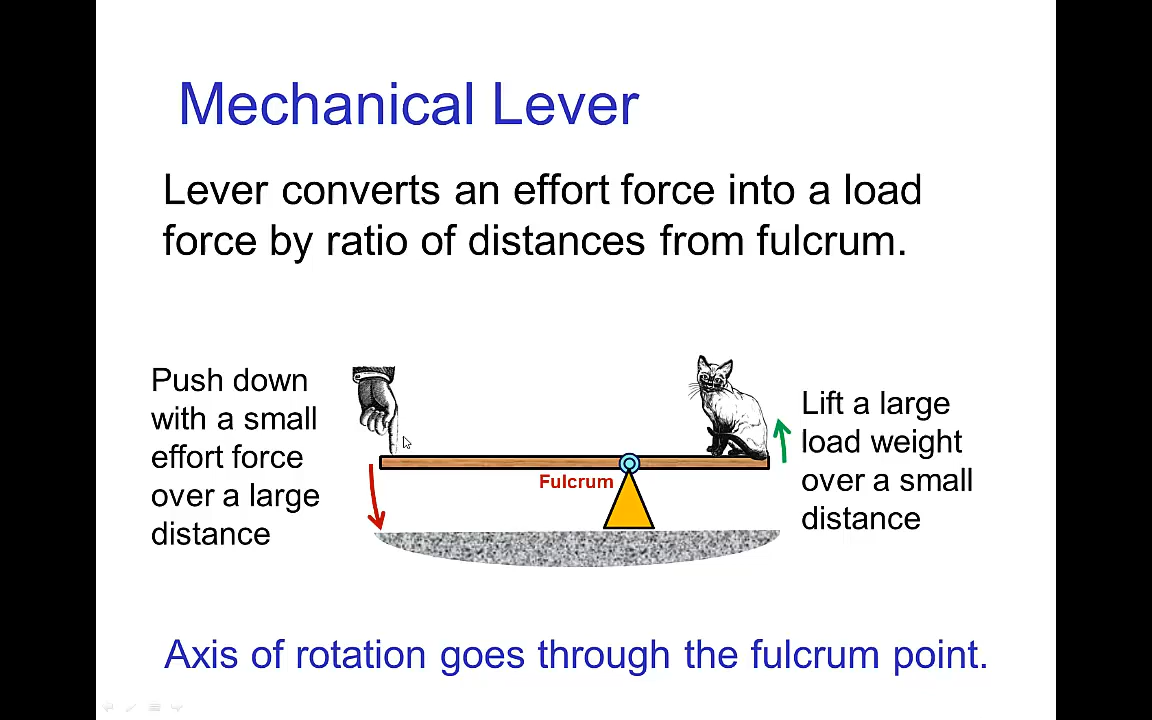 Mechanical Lever
Lever converts an effort force into a load
force by ratio of distances from fulcrum.
Push down
with a small
effort force
over a large
distance
Fulcrum
Lift a large
load weight
over a small
distance
Axis of rotation goes through the fulcrum point.